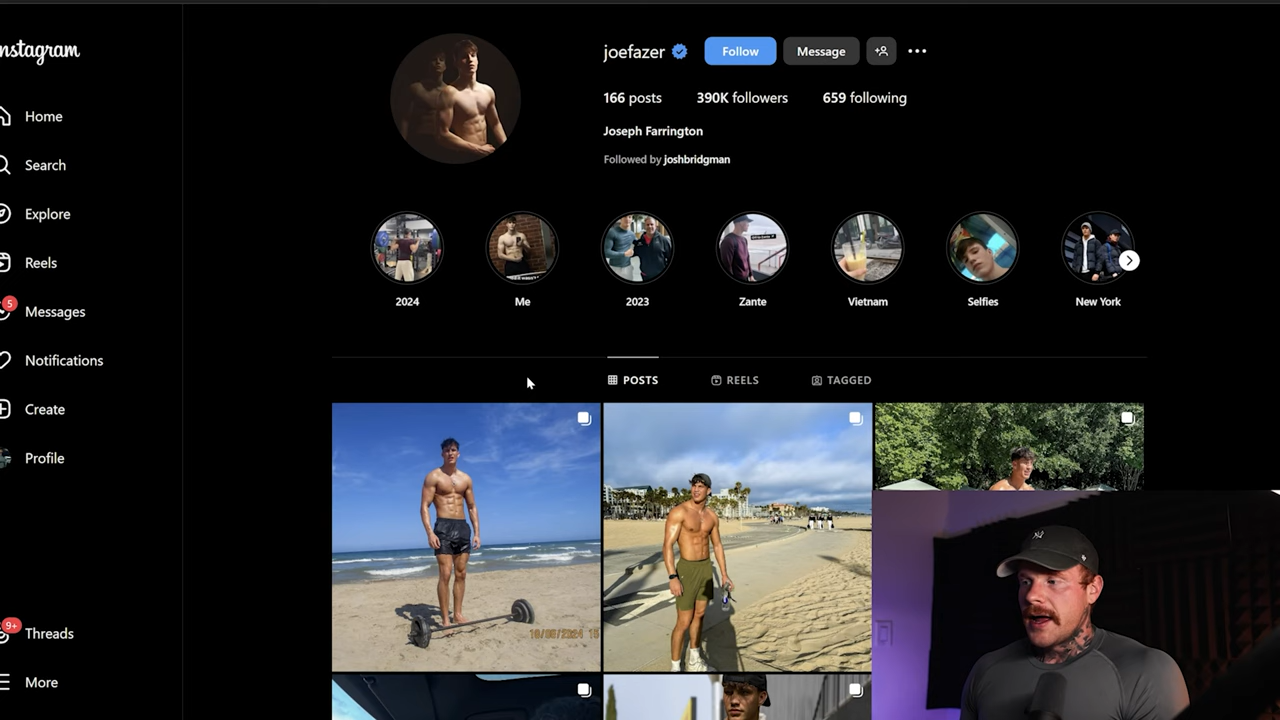 Instagram
joefazer
Follow
Message
166 posts
390K followers
659 following
Joseph Farrington
Followed by joshbridgman
Home
Search
Explore
Reels
5
Messages
Notifications
Create
Profile
9+
Threads
More
2024
Me
2023
Zante
Vietnam
Selfies
New York
POSTS
REELS
TAGGED